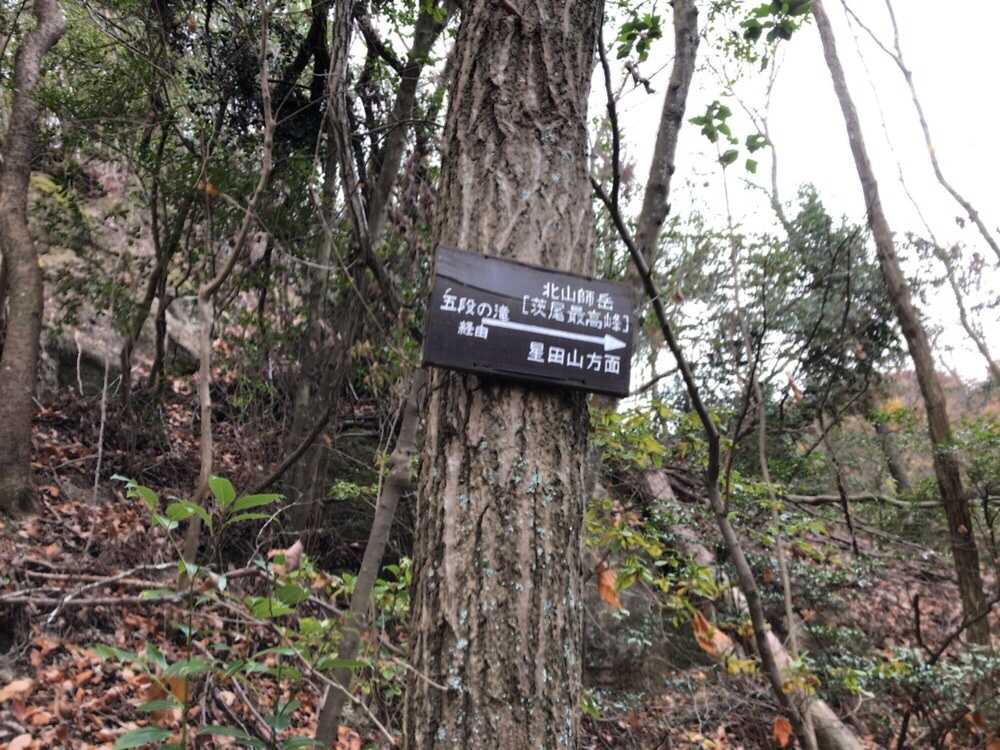 北山師岳
五段の滝
[茨尾最高峰]
経由
星田山方面